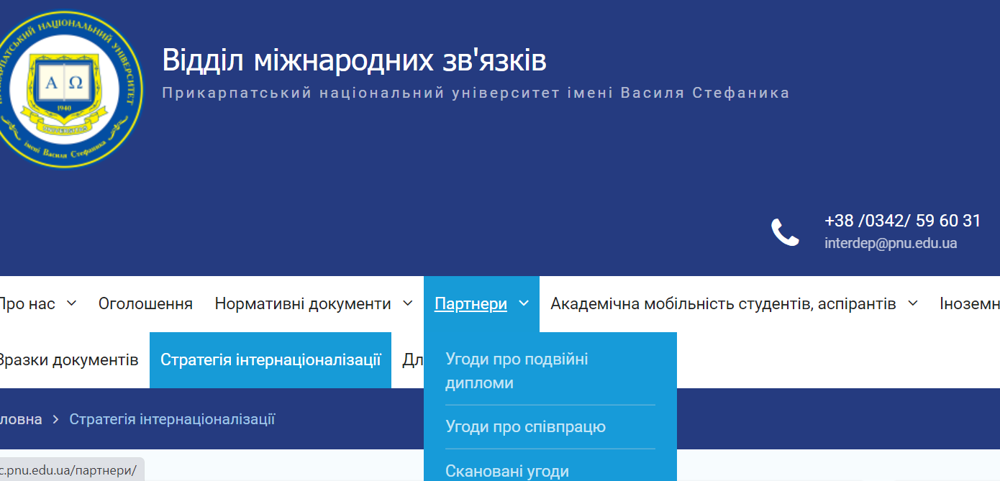 НАЦІОНАЛЬНИЙ УНІВЕРСИТЕТ
Α Ω
1940
імені Василя Стефаника
Відділ міжнародних зв'язків
Прикарпатський національний університет імені Василя Стефаника
+38 /0342/ 59 60 31
interdep@pnu.edu.ua
Про нас Оголошення Нормативні документи Партнери Академічна мобільність студентів, аспірантів Іноземн
Зразки документів Стратегія інтернаціоналізації Дл
Угоди про подвійні
дипломи
ловна > Стратегія інтернаціоналізації
Угоди про співпрацю
Скановані угоди
c.pnu.edu.ua/партнери/